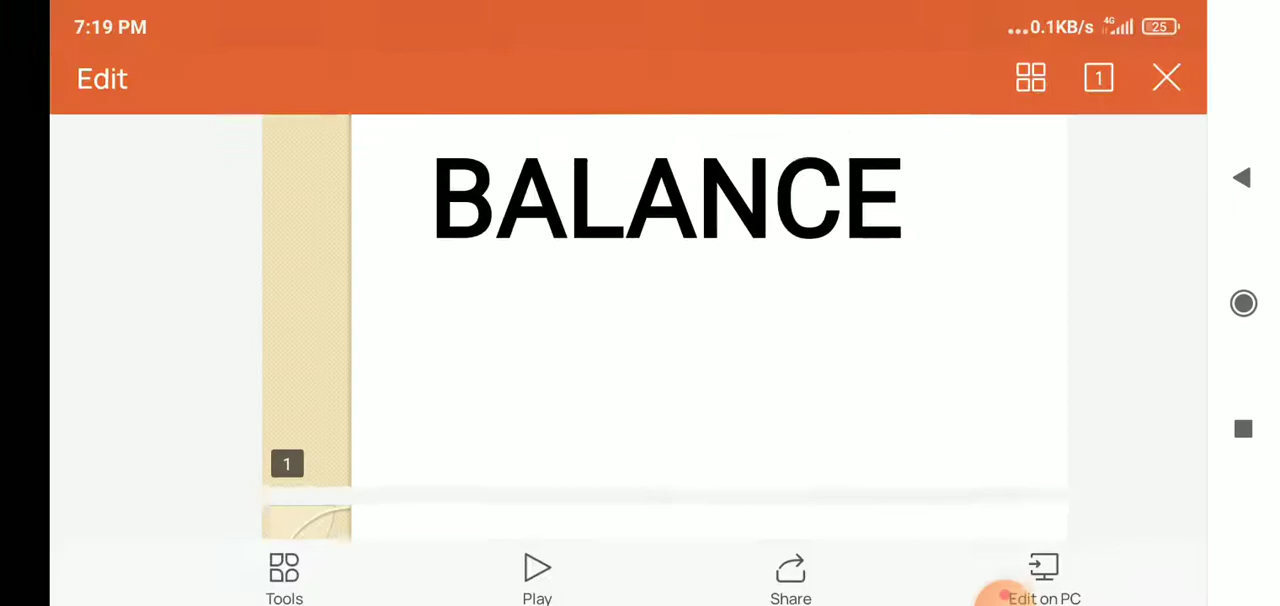 7:19 PM
...0.1KB/s 4G 25
Edit
1
BALANCE
1
Tools
Play
Share
Edit on PC